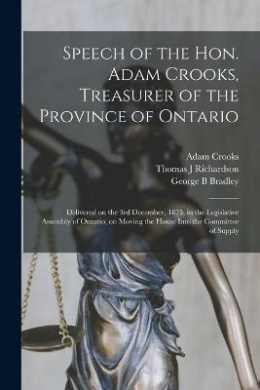 SPEECH OF THE HON.
ADAM CROOKS,
TREASURER OF THE
PROVINCE OF ONTARIO
Adam Crooks,
Thomas J Richardson,
George B Bradley
Delivered on the 3rd December, 1875, in the Legislative
Assembly of Ontario, on Moving the House Into the Committee
of Supply